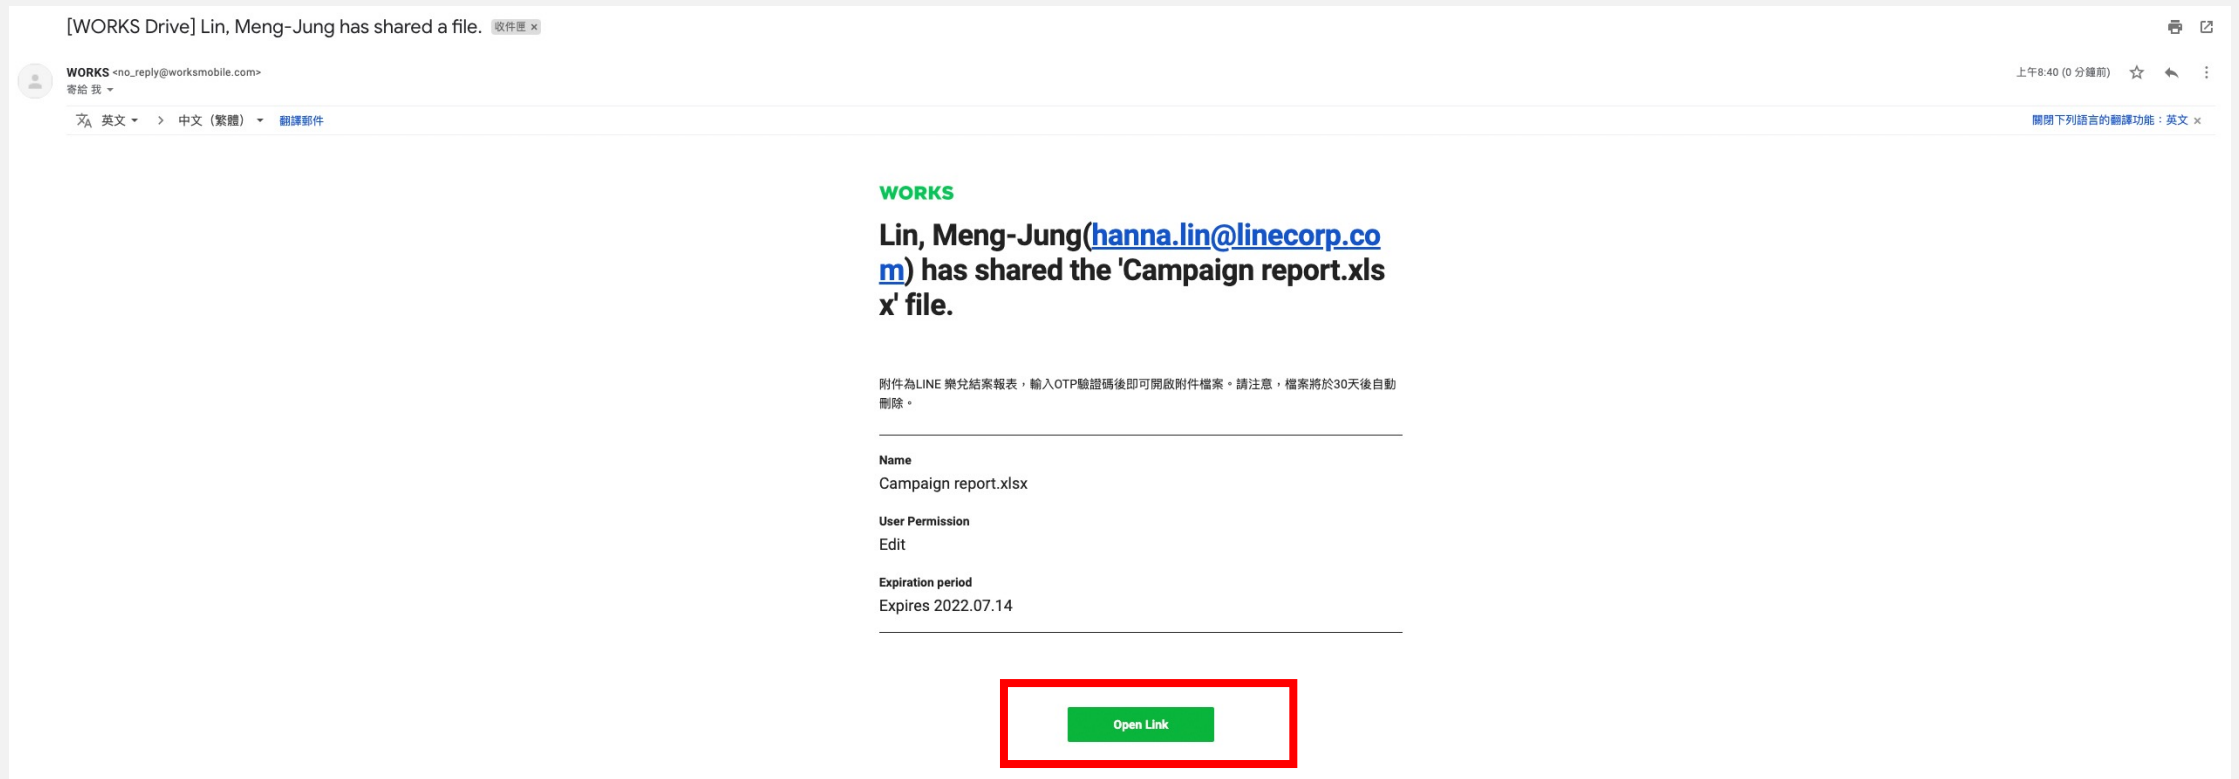 [WORKS Drive] Lin, Meng-Jung has shared a file. 收件匣 ×
WORKS <no_reply@worksmobile.com>
上午8:40 (0 分鐘前)
寄給 我
英文 > 中文（繁體） 翻譯郵件
關閉下列語言的翻譯功能：英文 ×
WORKS
Lin, Meng-Jung(hanna.lin@linecorp.co
m) has shared the 'Campaign report.xls
x' file.
附件為LINE 樂兌結案報表，輸入OTP驗證碼後即可開啟附件檔案。請注意，檔案將於30天後自動
刪除。
Name
Campaign report.xlsx
User Permission
Edit
Expiration period
Expires 2022.07.14
Open Link